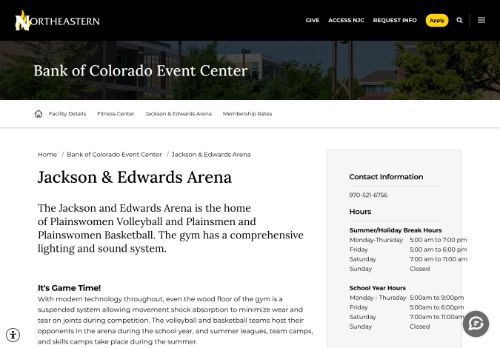 NORTHEASTERN
GIVE ACCESS NJC REQUEST INFO Apply
Bank of Colorado Event Center
Facility Details Fitness Center Jackson & Edwards Arena Membership Rates
Home / Bank of Colorado Event Center / Jackson & Edwards Arena
Jackson & Edwards Arena
The Jackson and Edwards Arena is the home
of Plainswomen Volleyball and Plainsmen and
Plainswomen Basketball. The gym has a comprehensive
lighting and sound system.
It's Game Time!
With modern technology throughout, even the wood floor of the gym is a
suspended system allowing movement shock absorption to minimize wear and
tear on joints during competition. The volleyball and basketball teams host their
opponents in the arena during the school year, and summer leagues, team camps,
and skills camps take place during the summer.
Contact Information
970-521-6756
Hours
Summer/Holiday Break Hours
Monday-Thursday 5:00 am to 7:00 pm
Friday 5:00 am to 6:00 pm
Saturday 7:00 am to 11:00 am
Sunday Closed
School Year Hours
Monday - Thursday 5:00am to 9:00pm
Friday 5:00am to 6:00pm
Saturday 7:00am to 11:00am
Sunday Closed